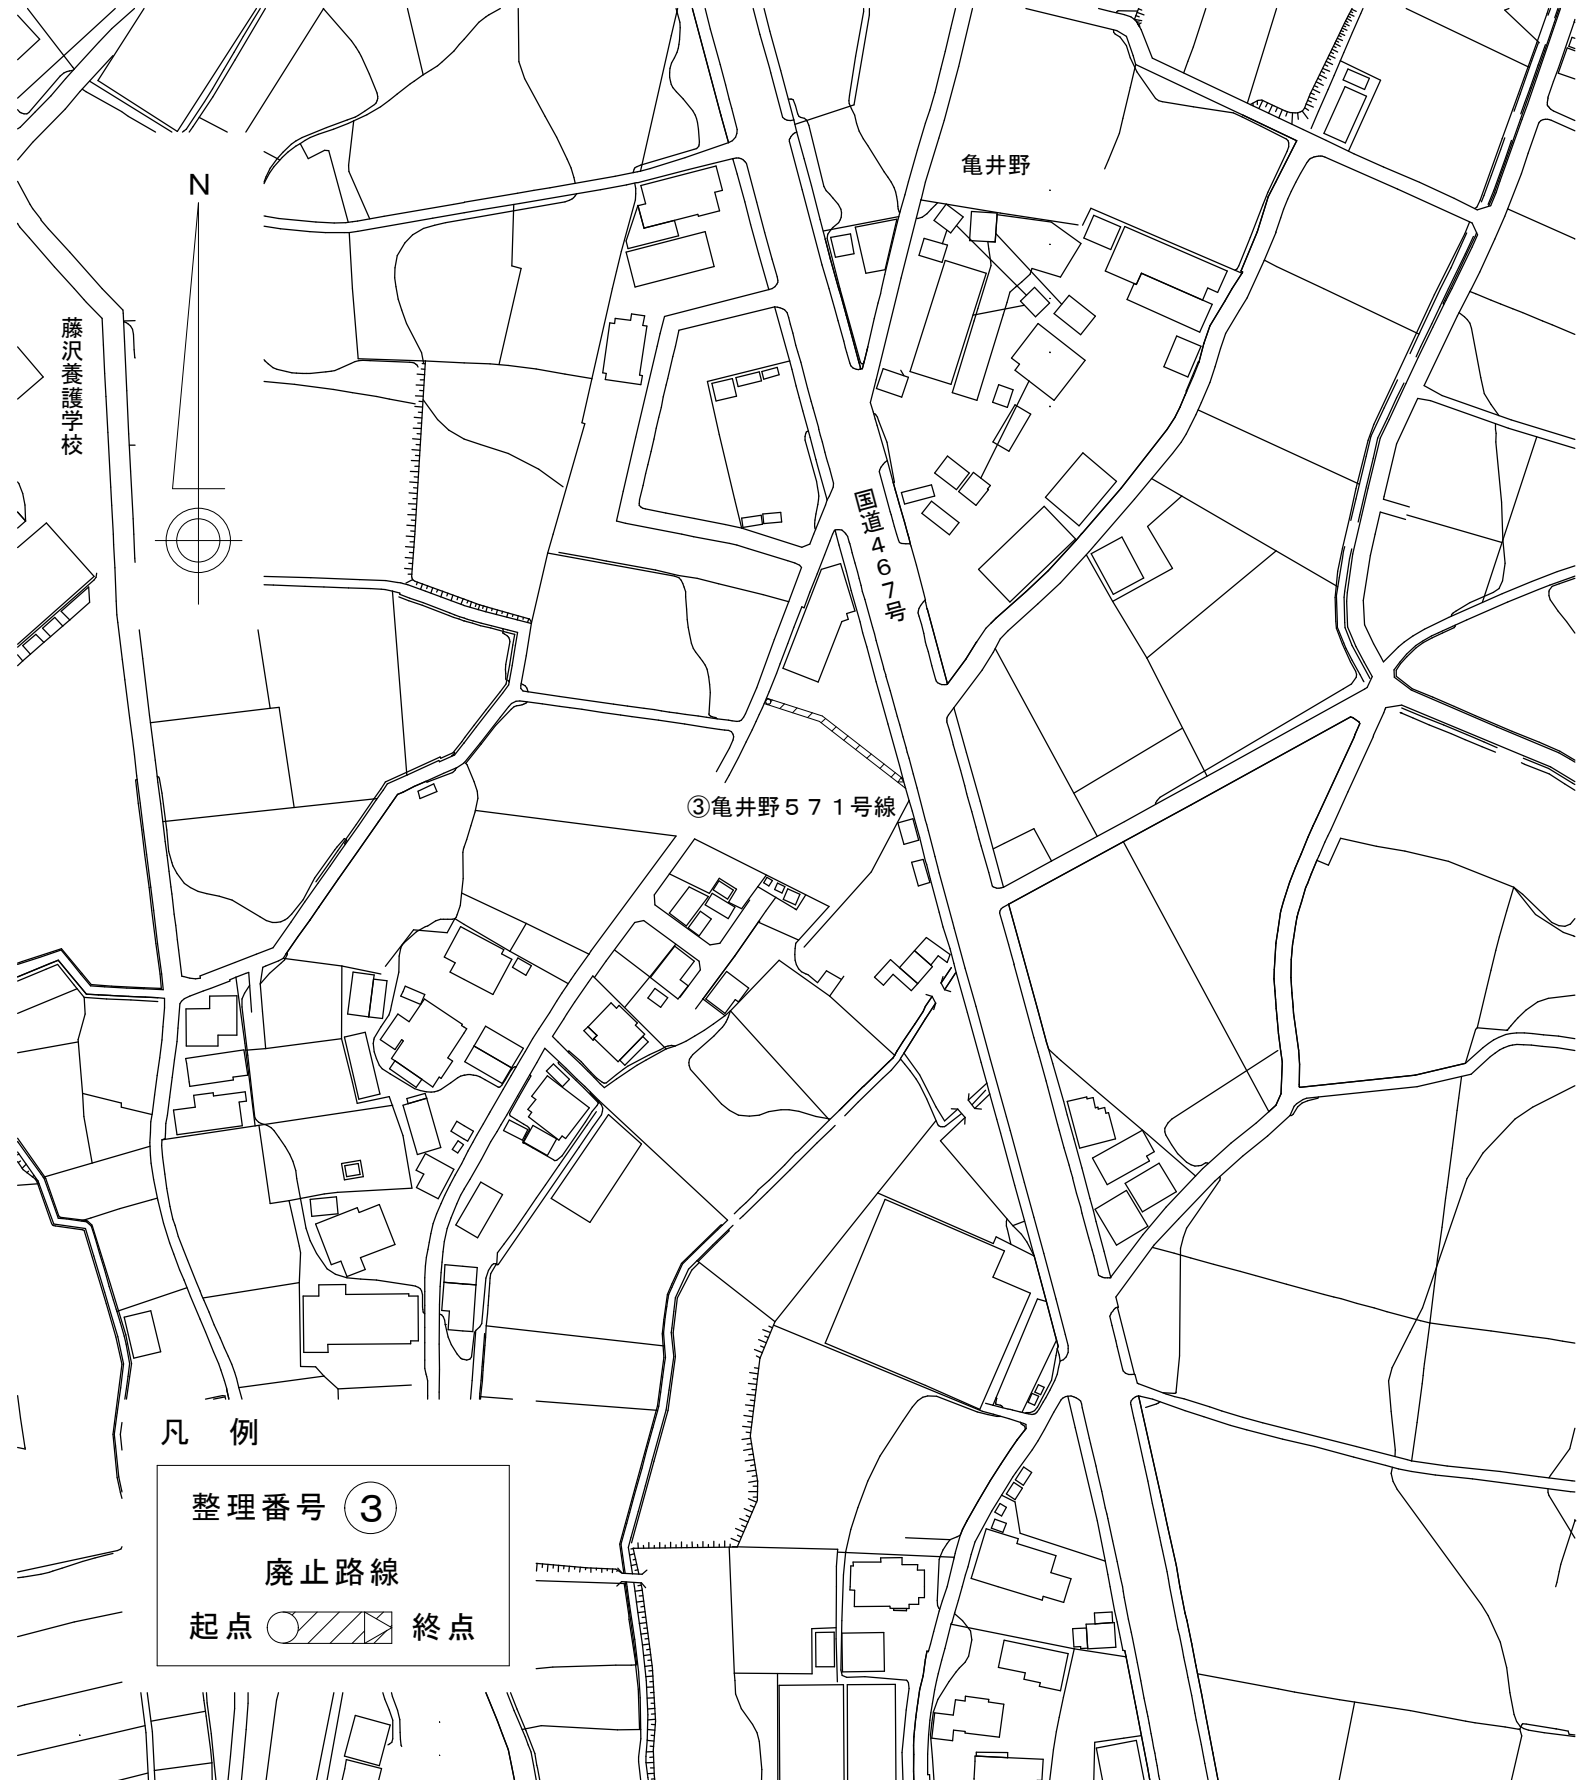 亀井野
N
藤沢養護学校
国道467号
③亀井野５７１号線
凡　例
整理番号 ③
廃止路線
起点 終点